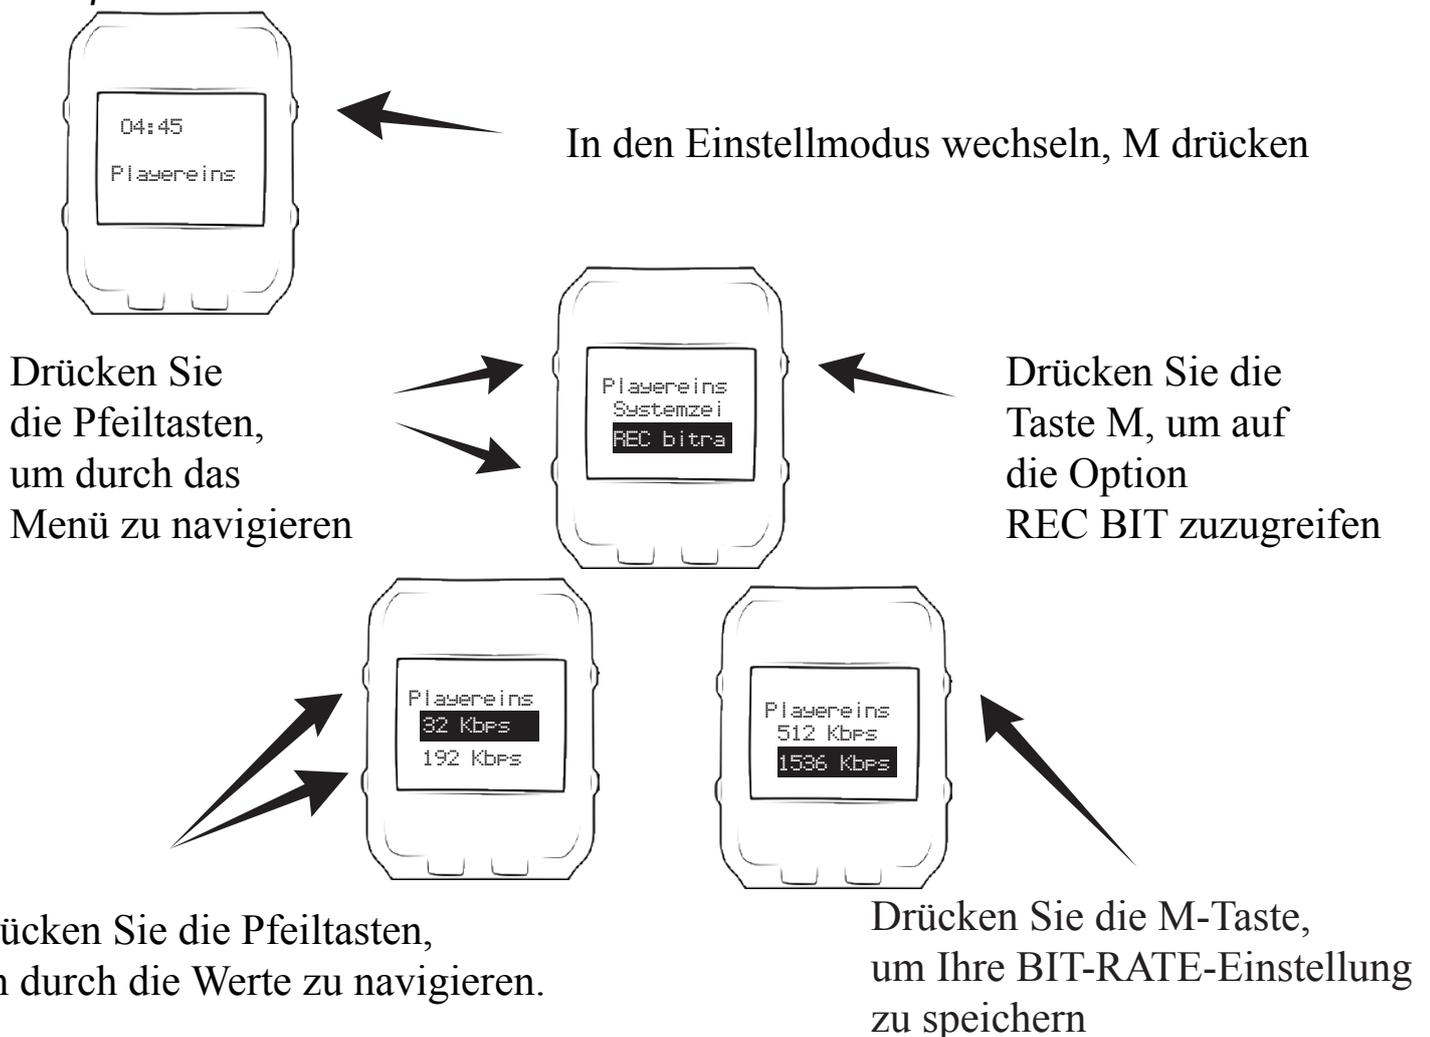 04:45
Playereins
In den Einstellmodus wechseln, M drücken
Drücken Sie
die Pfeiltasten,
um durch das
Menü zu navigieren
Playereins
Systemzei
REC bitra
Drücken Sie die
Taste M, um auf
die Option
REC BIT zuzugreifen
Playereins
32 Kbps
192 Kbps
Playereins
512 Kbps
1536 Kbps
ücken Sie die Pfeiltasten,
durch die Werte zu navigieren.
Drücken Sie die M-Taste,
um Ihre BIT-RATE-Einstellung
zu speichern